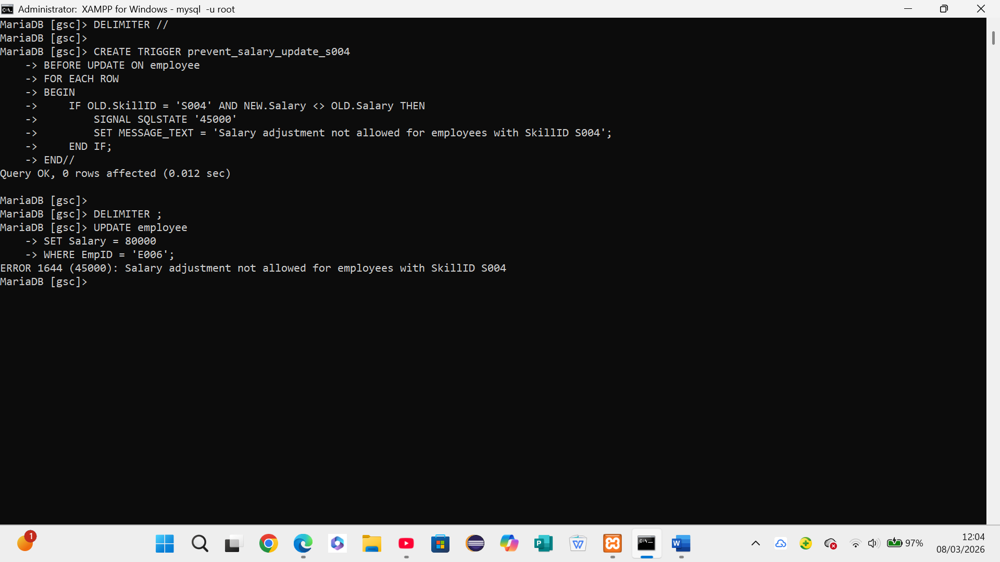 Administrator:  XAMPP for Windows - mysql  -u root
MariaDB [gsc]> DELIMITER //
MariaDB [gsc]>
MariaDB [gsc]> CREATE TRIGGER prevent_salary_update_s004
    -> BEFORE UPDATE ON employee
    -> FOR EACH ROW
    -> BEGIN
    ->     IF OLD.SkillID = 'S004' AND NEW.Salary <> OLD.Salary THEN
    ->         SIGNAL SQLSTATE '45000'
    ->         SET MESSAGE_TEXT = 'Salary adjustment not allowed for employees with SkillID S004';
    ->     END IF;
    -> END//
Query OK, 0 rows affected (0.012 sec)
MariaDB [gsc]>
MariaDB [gsc]> DELIMITER ;
MariaDB [gsc]> UPDATE employee
    -> SET Salary = 80000
    -> WHERE EmpID = 'E006';
ERROR 1644 (45000): Salary adjustment not allowed for employees with SkillID S004
MariaDB [gsc]>
1
97%
12:04
08/03/2026